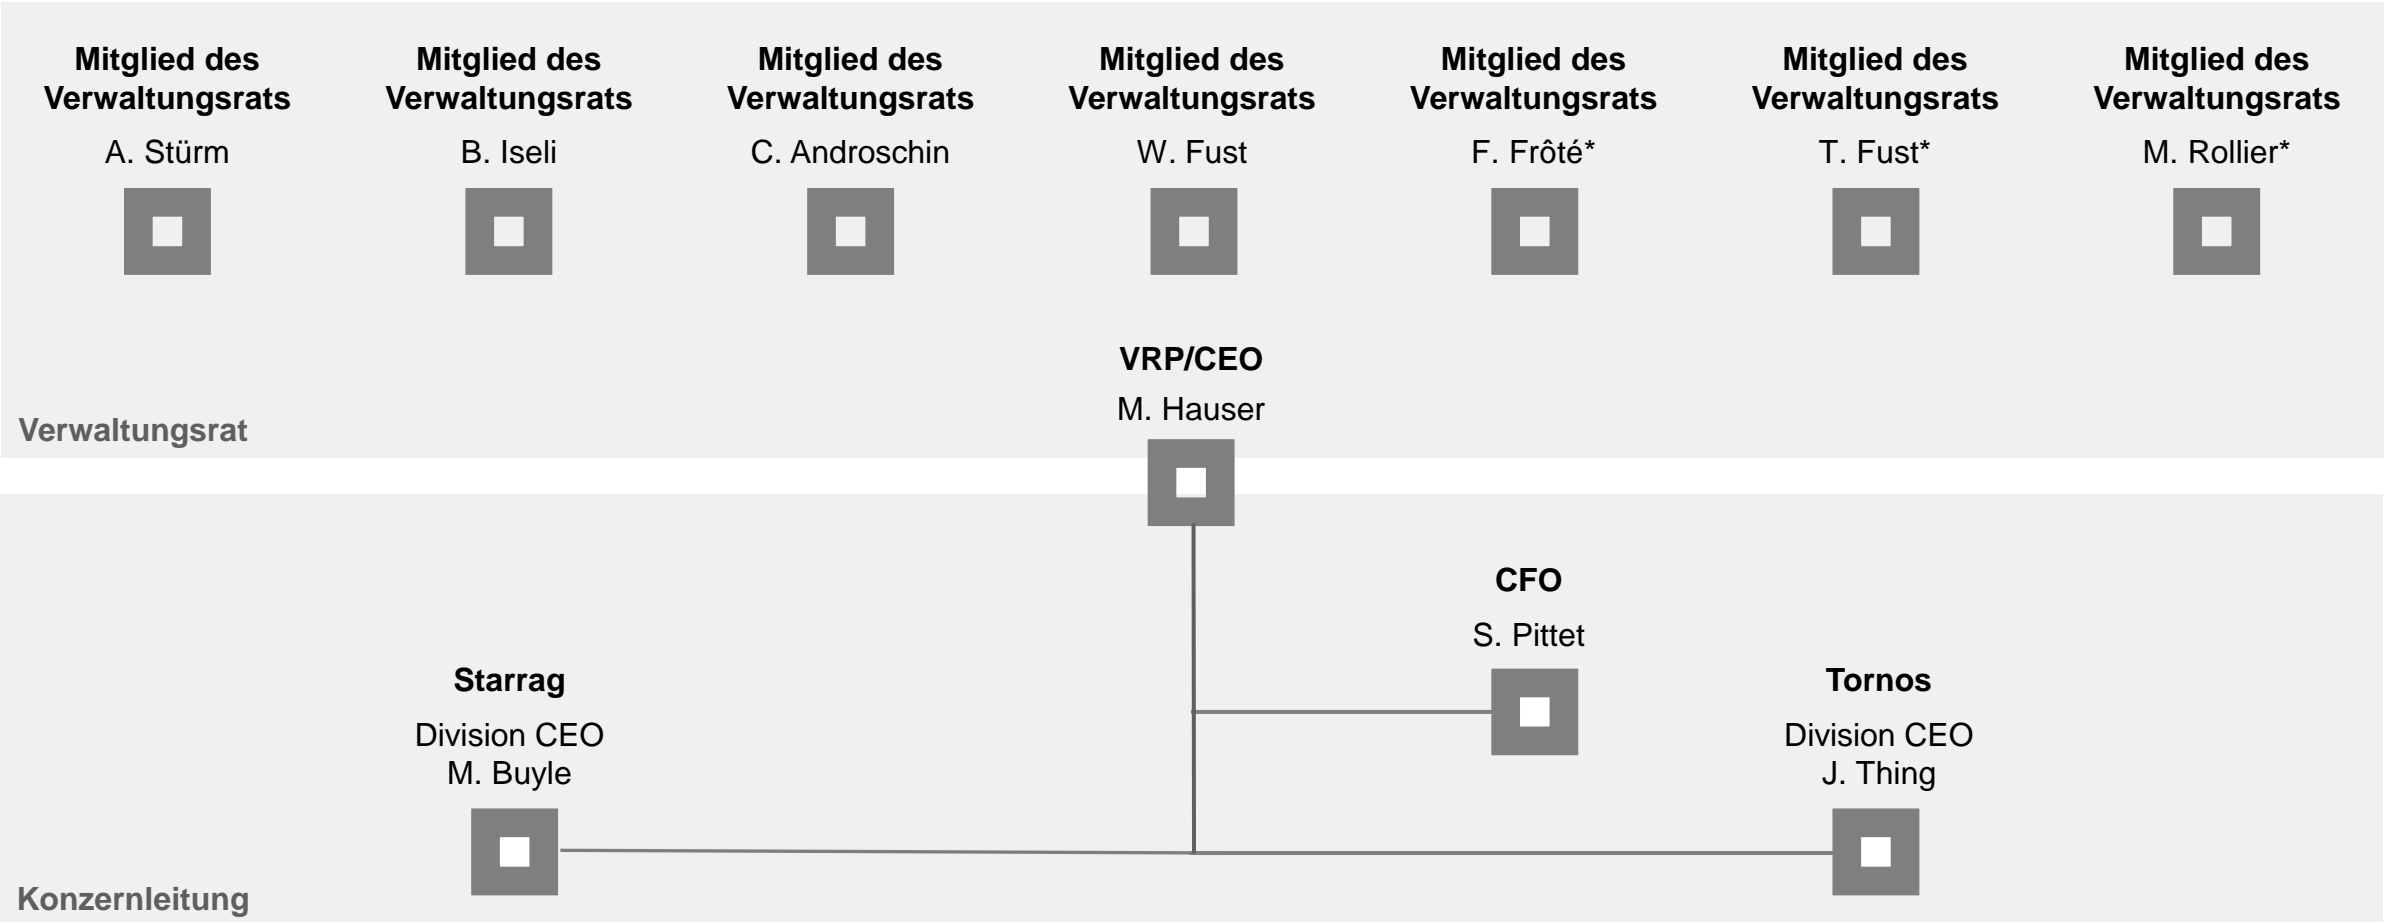 Mitglied des
Verwaltungsrats
A. Stürm
Mitglied des
Verwaltungsrats
B. Iseli
Mitglied des
Verwaltungsrats
C. Androschin
Mitglied des
Verwaltungsrats
W. Fust
Mitglied des
Verwaltungsrats
F. Frôté*
Mitglied des
Verwaltungsrats
T. Fust*
Mitglied des
Verwaltungsrats
M. Rollier*
VRP/CEO
M. Hauser
Verwaltungsrat
CFO
S. Pittet
Starrag
Division CEO
M. Buyle
Tornos
Division CEO
J. Thing
Konzernleitung